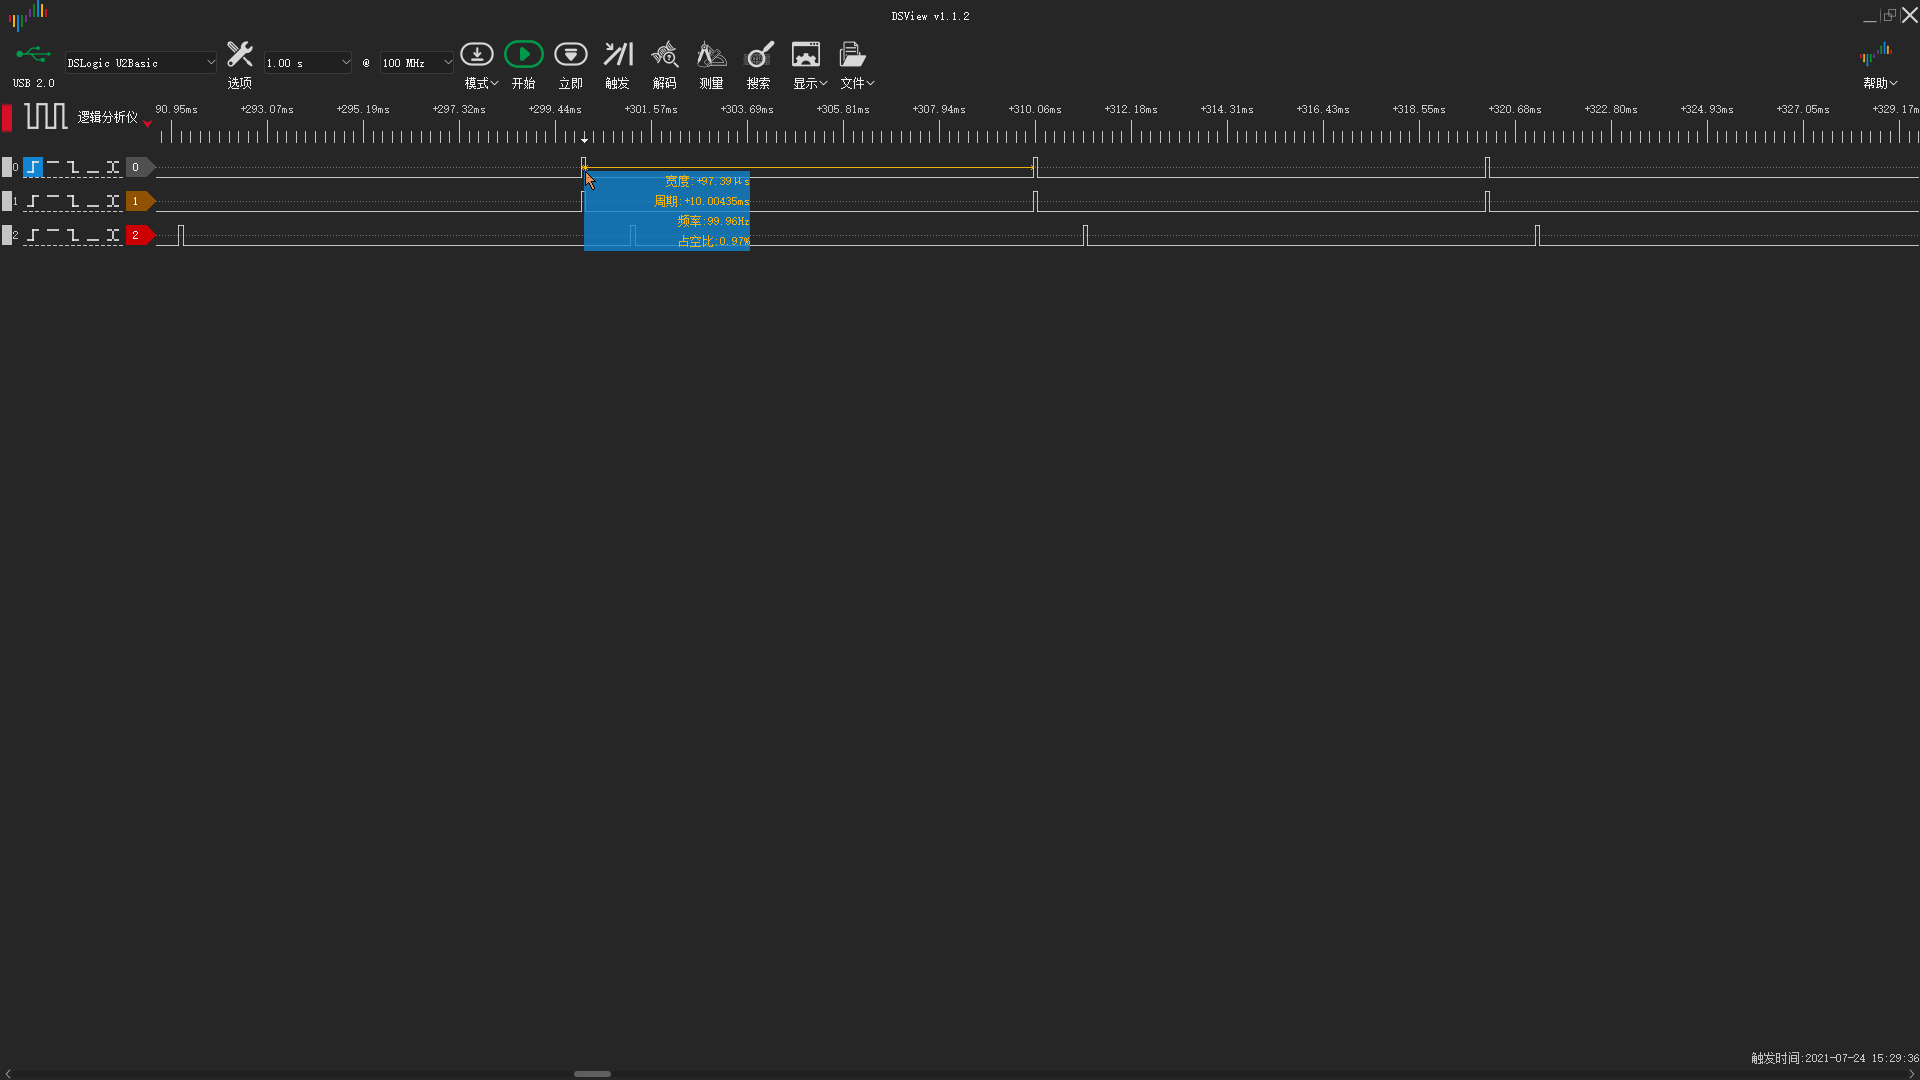 DSView v1.1.2
USB 2.0
DSLogic U2Basic
选项
1.00 s
@
100 MHz
模式
开始
立即
触发
解码
测量
搜索
显示
文件
帮助
逻辑分析仪
90.95ms +293.07ms +295.19ms +297.32ms +299.44ms +301.57ms +303.69ms +305.81ms +307.94ms +310.06ms +312.18ms +314.31ms +316.43ms +318.55ms +320.68ms +322.80ms +324.93ms +327.05ms +329.17m
0 0
1 1
2 2
宽度:+97.39μs
周期:+10.00435ms
频率:99.96Hz
占空比:0.97%
触发时间:2021-07-24 15:29:36